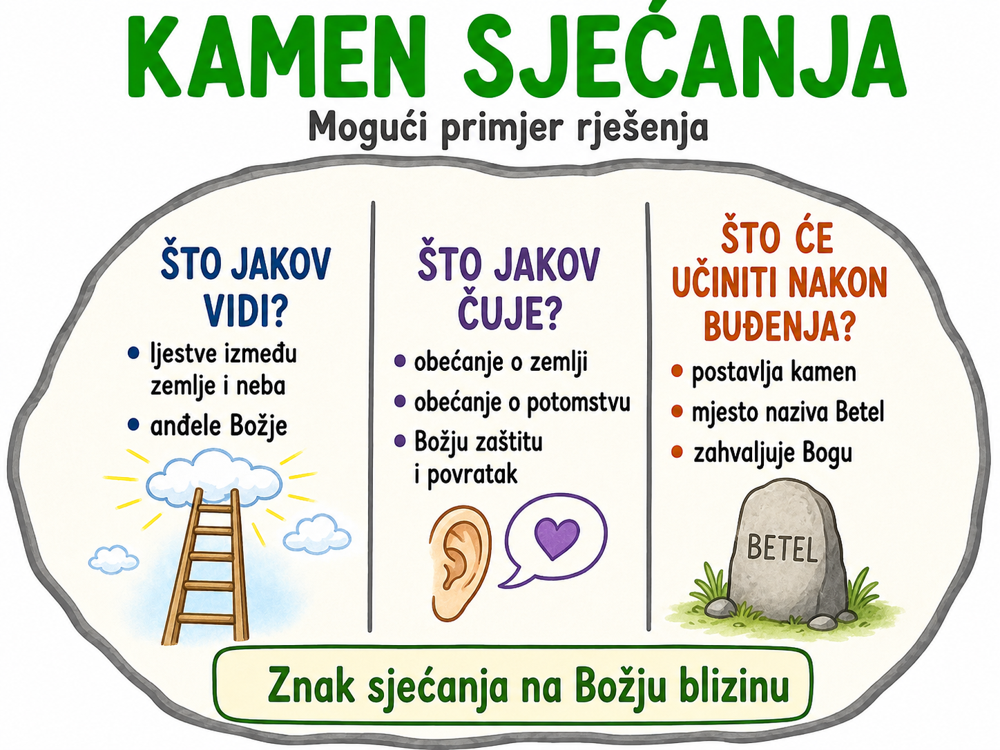 KAMEN SJEĆANJA
Mogući primjer rješenja
ŠTO JAKOV
VIDI?
• ljestve između
zemlje i neba
• anđele Božje
ŠTO JAKOV
ČUJE?
• obećanje o zemlji
• obećanje o potomstvu
• Božju zaštitu
i povratak
ŠTO ĆE
UČINITI NAKON
BUĐENJA?
• postavlja kamen
• mjesto naziva Betel
• zahvaljuje Bogu
BETEL
Znak sjećanja na Božju blizinu